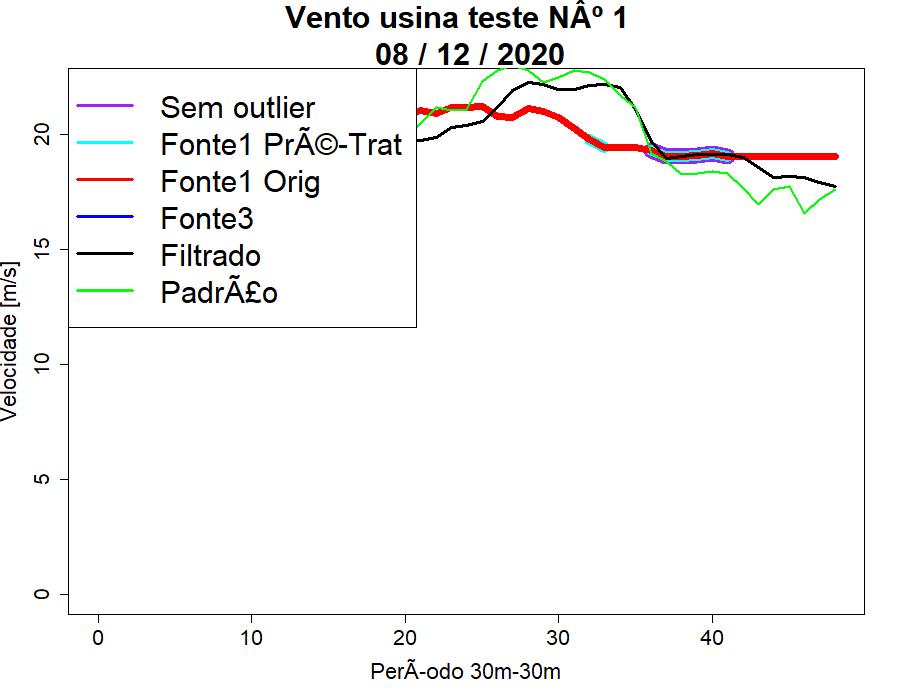 Vento usina teste NÂº 1
08 / 12 / 2020
Sem outlier
Fonte1 PrÃ©-Trat
Fonte1 Orig
Fonte3
Filtrado
PadrÃ£o
Velocidade [m/s]
20
15
10
5
0
0 10 20 30 40
PerÃ-odo 30m-30m